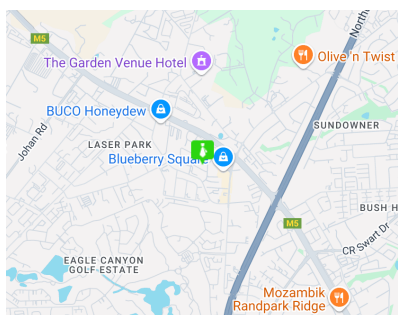 M5
The Garden Venue Hotel
Olive 'n Twist
North
BUCO Honeydew
SUNDOWNER
Johan Rd
LASER PARK
Blueberry Square
BUSH H
M5
CR Swart Dr
EAGLE CANYON
GOLF ESTATE
Mozambik
Randpark Ridge